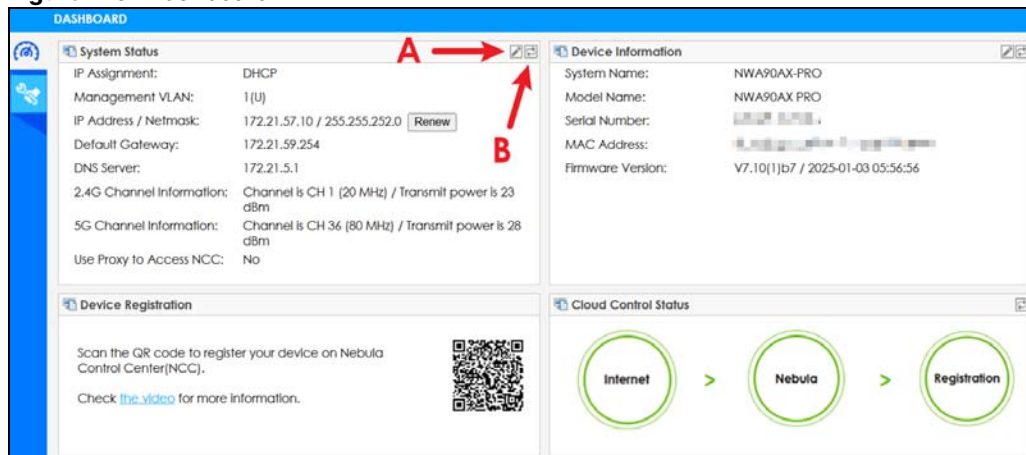 DASHBOARD
System Status
A
B
IP Assignment: DHCP
Management VLAN: 1(U)
IP Address / Netmask: 172.21.57.10 / 255.255.252.0 Renew
Default Gateway: 172.21.59.254
DNS Server: 172.21.5.1
2.4G Channel Information: Channel is CH 1 (20 MHz) / Transmit power is 23
dBm
5G Channel Information: Channel is CH 36 (80 MHz) / Transmit power is 28
dBm
Use Proxy to Access NCC: No
Device Information
System Name: NWA90AX-PRO
Model Name: NWA90AX PRO
Serial Number:
MAC Address:
Firmware Version: V7.10(1)b7 / 2025-01-03 05:56:56
Device Registration
Scan the QR code to register your device on Nebula
Control Center(NCC).
Check the video for more information.
Cloud Control Status
Internet > Nebula > Registration